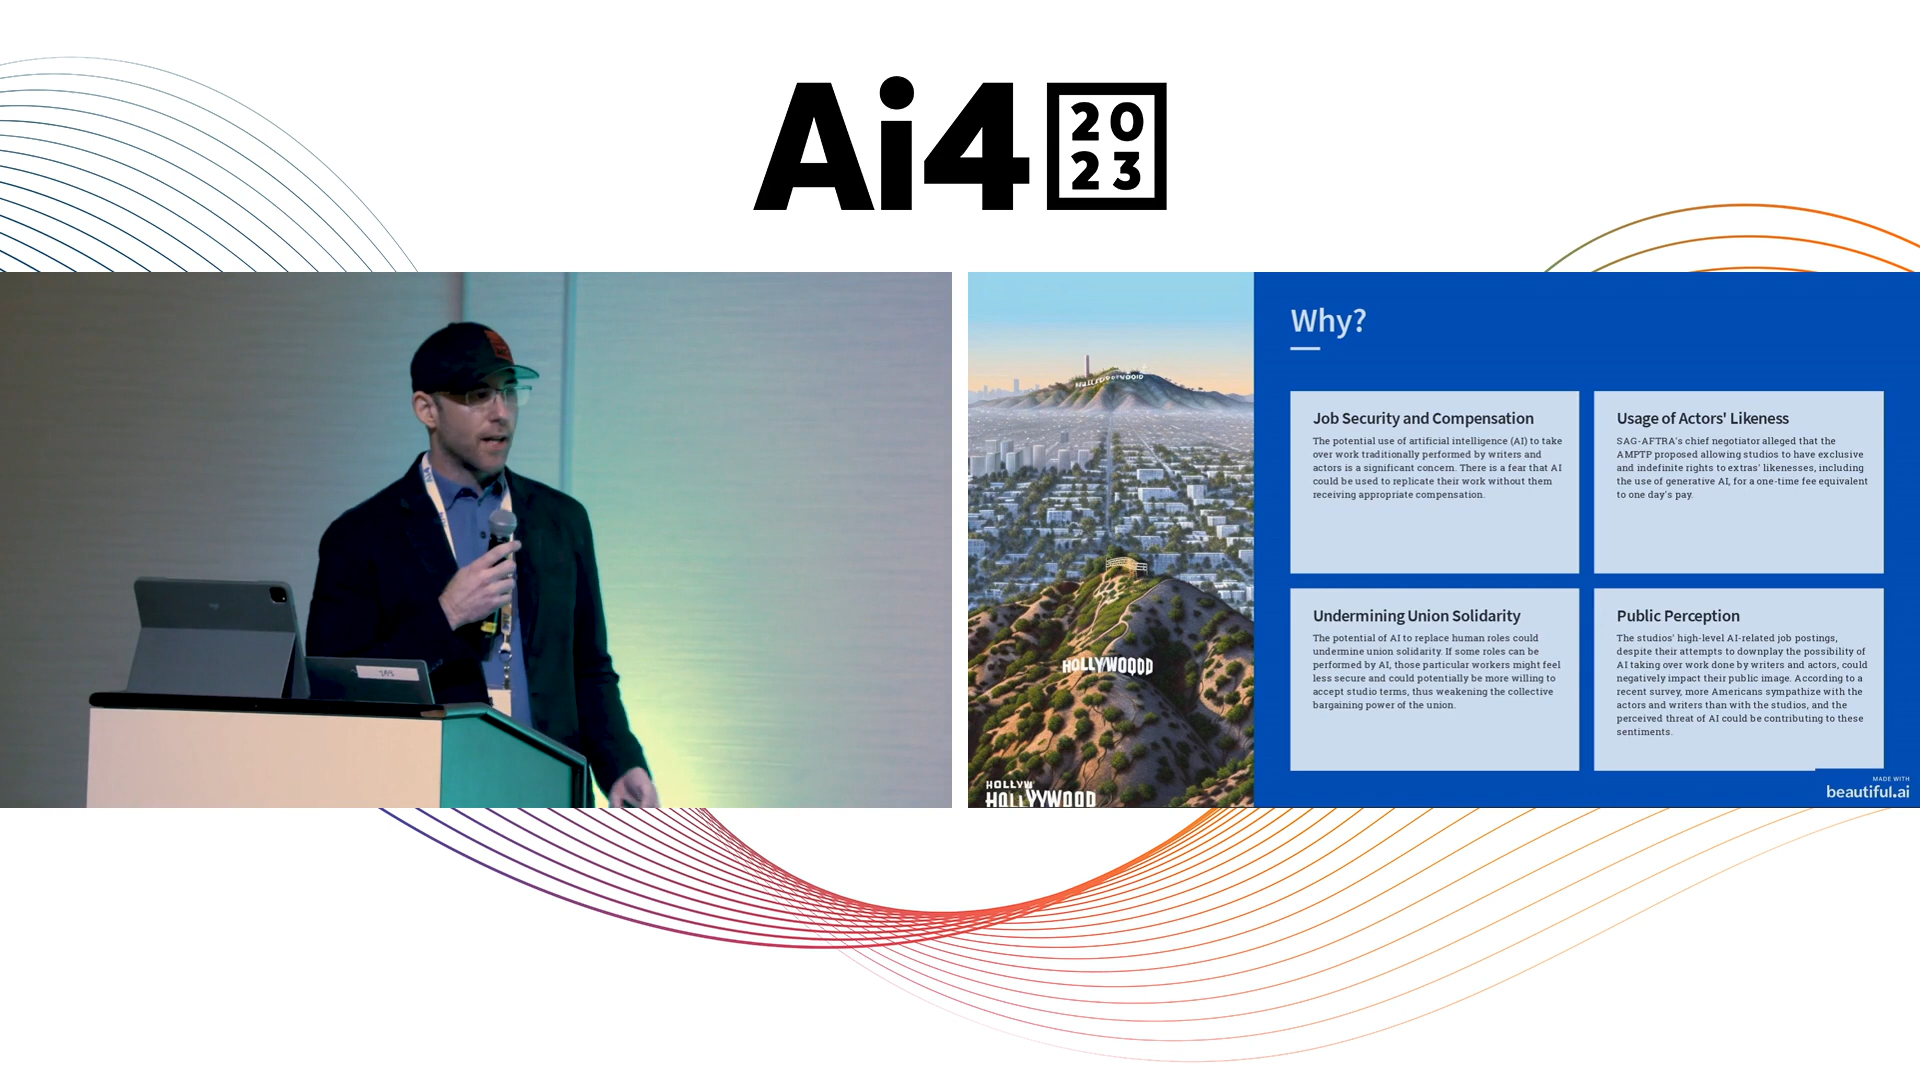 Ai4
20
23
Why?
Job Security and Compensation
The potential use of artificial intelligence (AI) to take
over work traditionally performed by writers and
actors is a significant concern. There is a fear that AI
could be used to replicate their work without them
receiving appropriate compensation.
Usage of Actors' Likeness
SAG-AFTRA's chief negotiator alleged that the
AMPTP proposed allowing studios to have exclusive
and indefinite rights to extras' likenesses, including
the use of generative AI, for a one-time fee equivalent
to one day's pay.
Undermining Union Solidarity
The potential of AI to replace human roles could
undermine union solidarity. If some roles can be
performed by AI, those particular workers might feel
less secure and could potentially be more willing to
accept studio terms, thus weakening the collective
bargaining power of the union.
Public Perception
The studios' high-level AI-related job postings,
despite their attempts to downplay the possibility of
AI taking over work done by writers and actors, could
negatively impact their public image. According to a
recent survey, more Americans sympathize with the
actors and writers than with the studios, and the
perceived threat of AI could be contributing to these
sentiments.
HOLLYWOOOD
HOLLYW
HOLLYWWOOD
MADE WITH
beautiful.ai